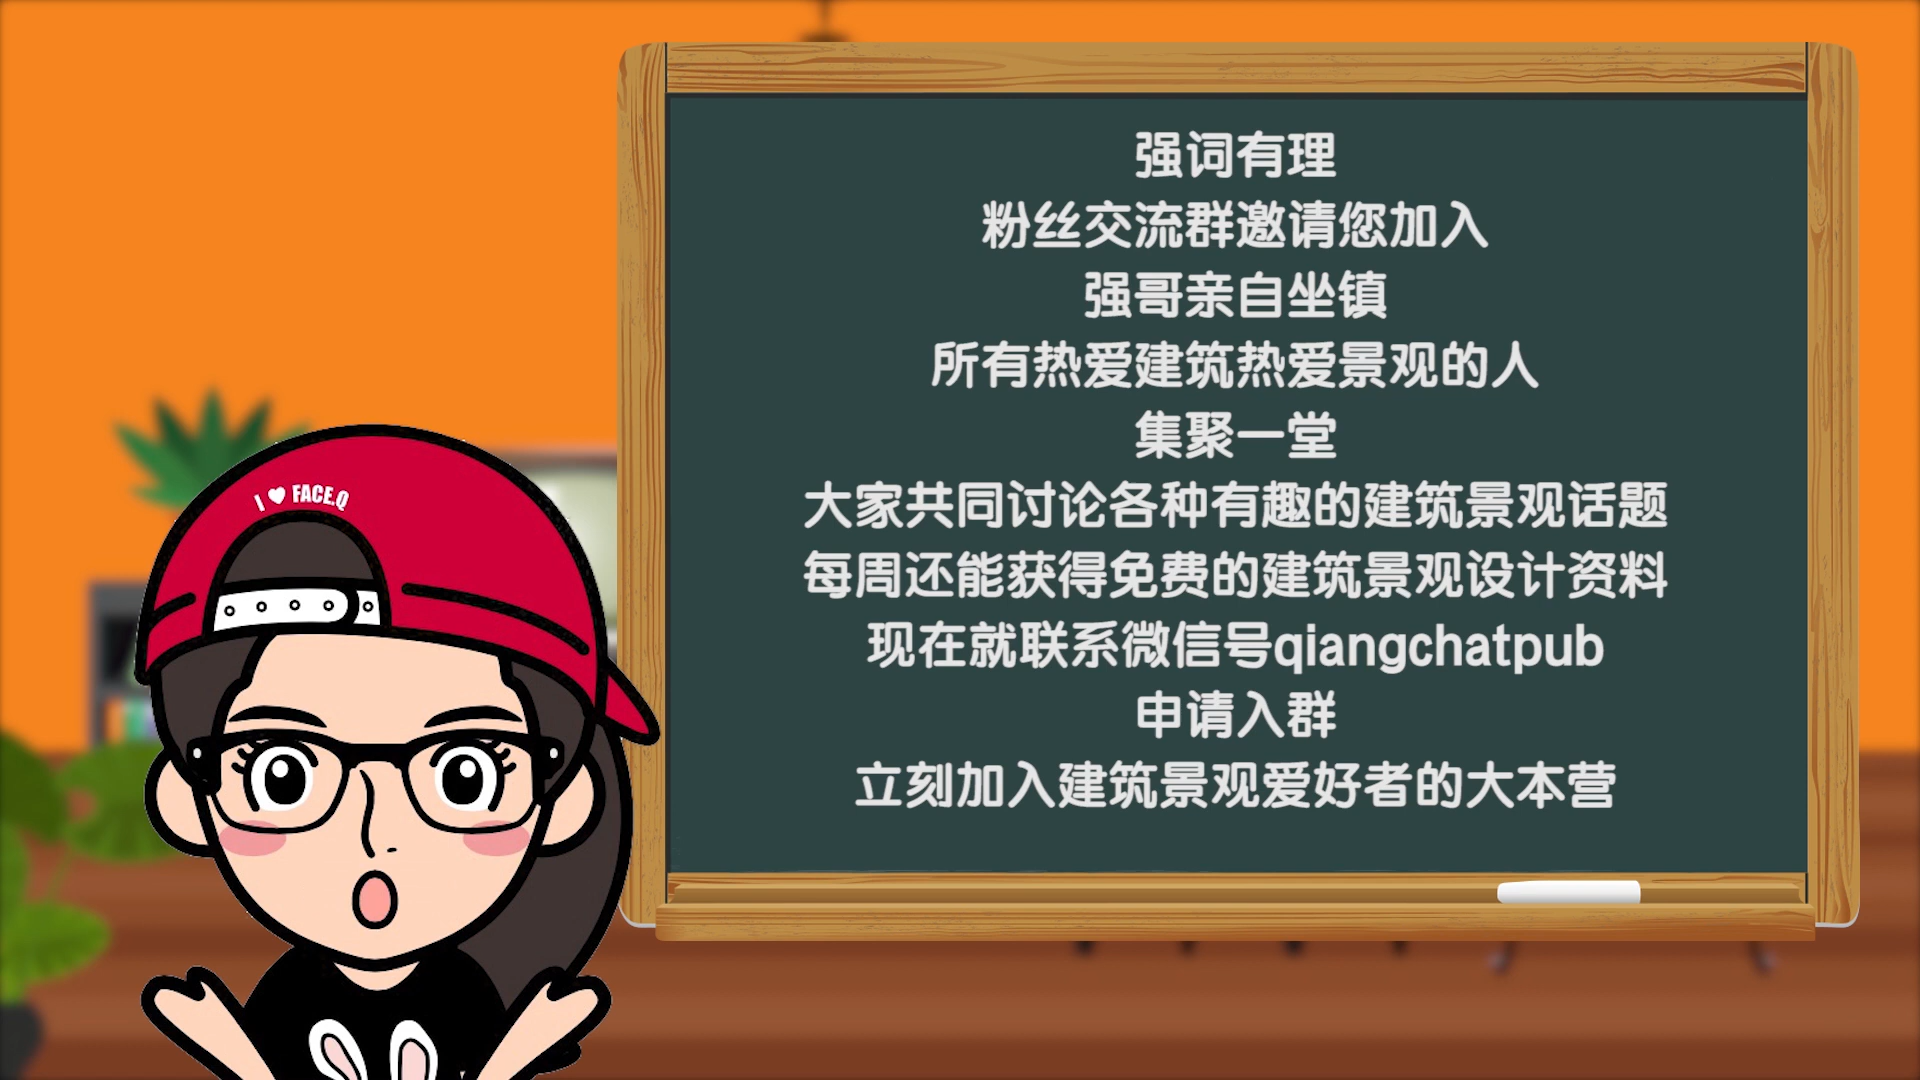 强词有理
粉丝交流群邀请您加入
强哥亲自坐镇
所有热爱建筑热爱景观的人
集聚一堂
大家共同讨论各种有趣的建筑景观话题
每周还能获得免费的建筑景观设计资料
现在就联系微信号qiangchatpub
申请入群
立刻加入建筑景观爱好者的大本营
I ♥ FACE.Q